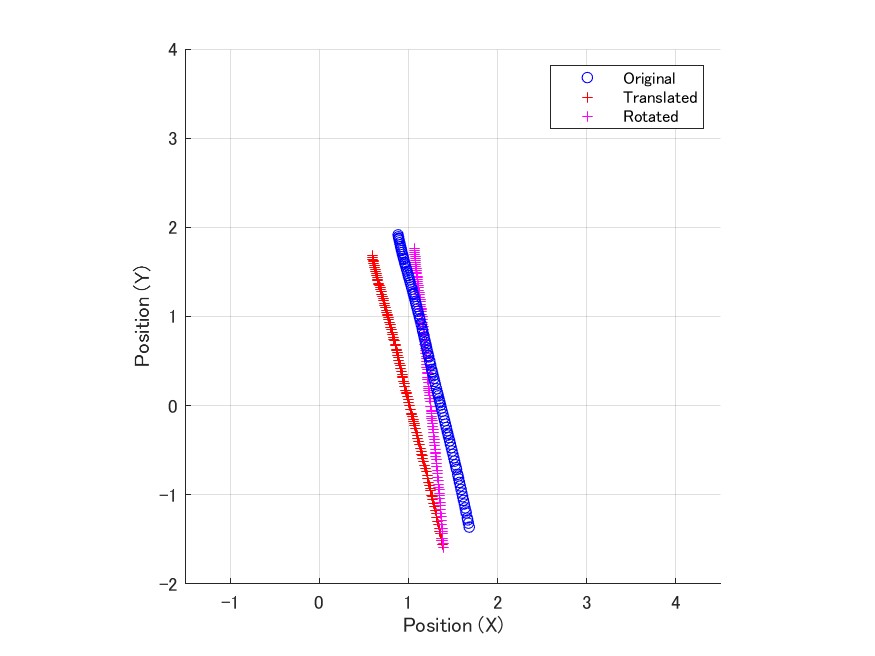 4
3
2
1
0
−1
−2
−1
0
1
2
3
4
Position (X)
Position (Y)
Original
Translated
Rotated